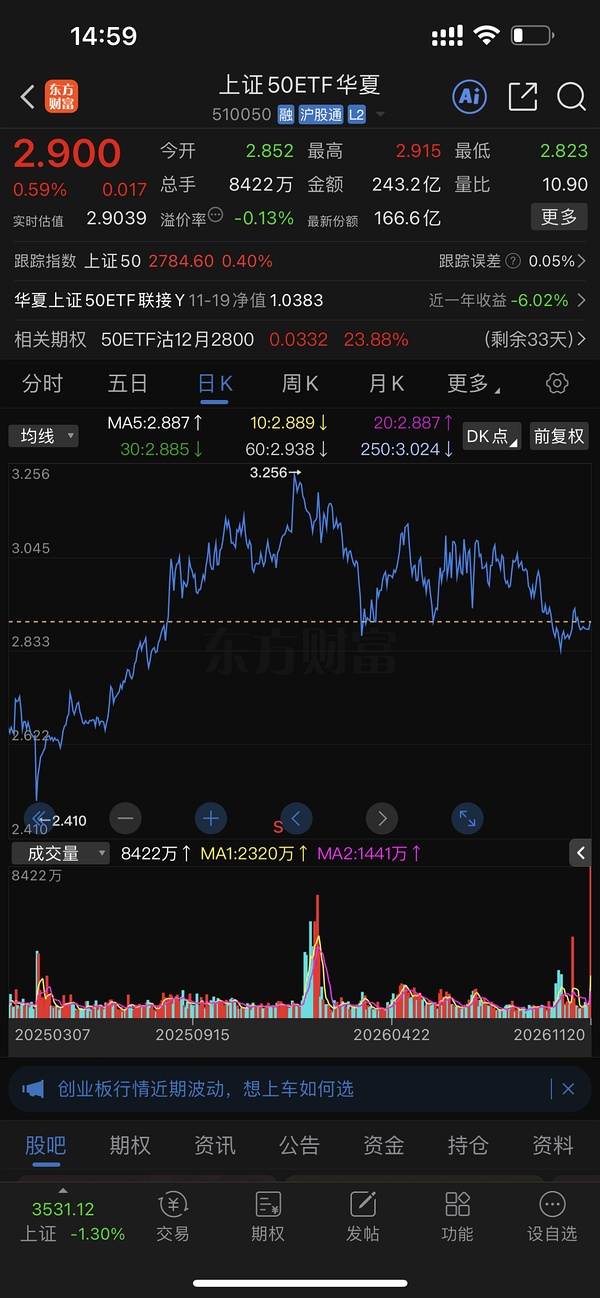 14:59
东方财富
上证50ETF华夏
Ai
510050 融 沪股通 L2
2.900
0.59% 0.017
今开 2.852 最高 2.915 最低 2.823
总手 8422万 金额 243.2亿 量比 10.90
实时估值 2.9039 溢价率 -0.13% 最新份额 166.6亿 更多
跟踪指数 上证50 2784.60 0.40% 跟踪误差 ? 0.05%
华夏上证50ETF联接Y 11-19净值 1.0383 近一年收益 -6.02%
相关期权 50ETF沽12月2800 0.0332 23.88% (剩余33天)
分时 五日 日K 周K 月K 更多
均线 MA5:2.887↑ 10:2.889↓ 20:2.887↑ DK点 前复权
30:2.885↓ 60:2.938↓ 250:3.024↓
3.256
3.256→
3.045
2.833
东方财富
2.622
←2.410
2.410
S
成交量 8422万↑ MA1:2320万↑ MA2:1441万↑
8422万
20250307 20250915 20260422 20261120
创业板行情近期波动，想上车如何选
股吧 期权 资讯 公告 资金 持仓 资料
3531.12
上证 -1.30% 交易 期权 发帖 功能 设自选